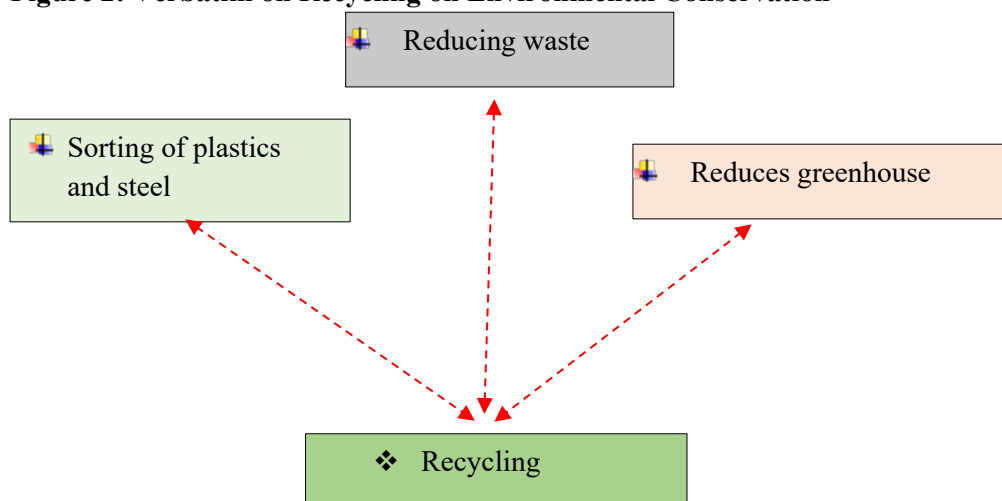 Reducing waste
Sorting of plastics
and steel
Reduces greenhouse
❖ Recycling